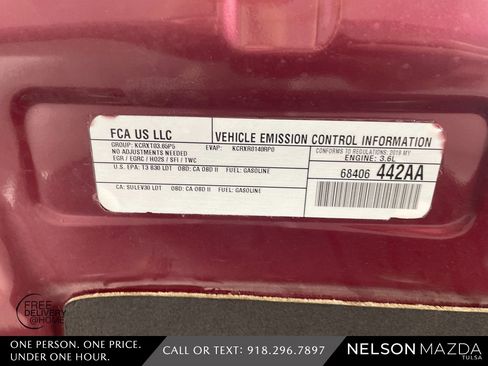 FCA US LLC
VEHICLE EMISSION CONTROL INFORMATION
GROUP: KCRXT03.65P5 EVAP: KCRXR0140RP0
CONFORMS TO REGULATIONS: 2019 MY
NO ADJUSTMENTS NEEDED
ENGINE: 3.6L
EGR / EGRC / HO2S / SFI / TWC
U.S. EPA: T3 B30 LDT OBD: CA OBD II FUEL: GASOLINE
68406 442AA
CA: SULEV30 LDT OBD: CA OBD II FUEL: GASOLINE
FREE
DELIVERY
@HOME
ONE PERSON. ONE PRICE.
UNDER ONE HOUR.
CALL OR TEXT: 918.296.7897
NELSON MAZDA
TULSA